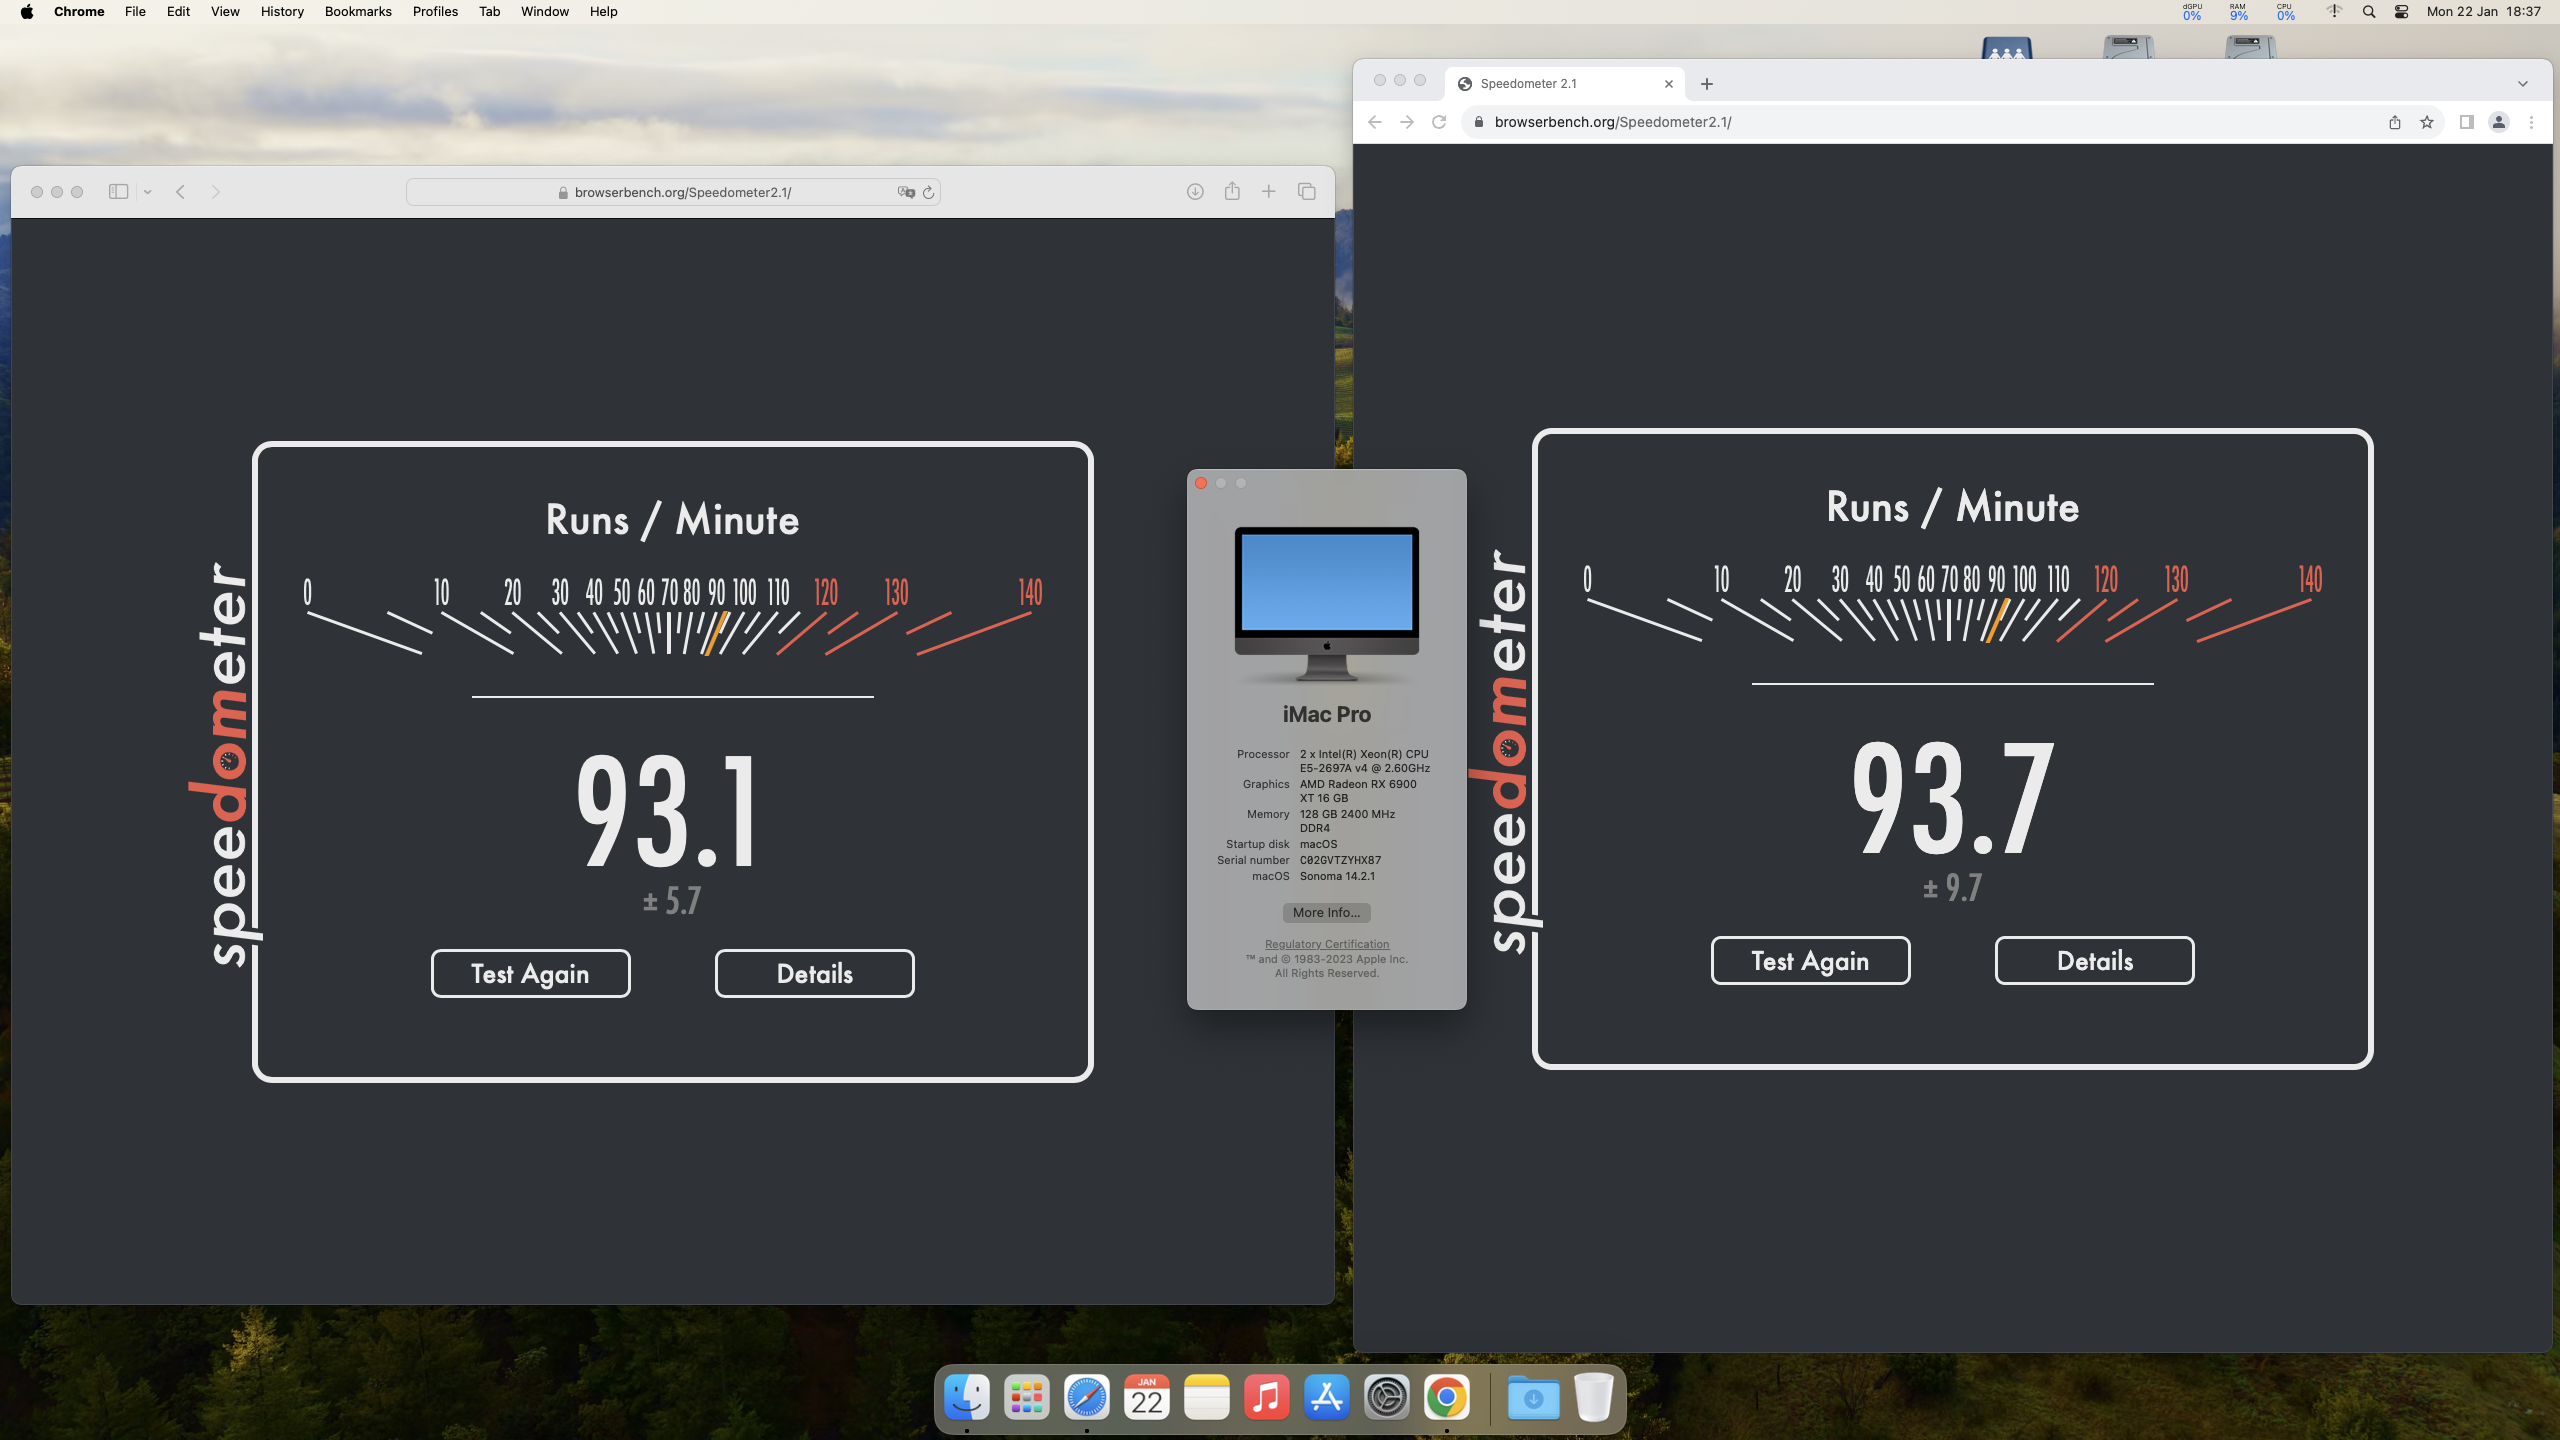 Chrome File Edit View History Bookmarks Profiles Tab Window Help
dGPU 0% RAM 9% CPU 0% Mon 22 Jan 18:37
browserbench.org/Speedometer2.1/
speedometer
Runs / Minute
0 10 20 30 40 50 60 70 80 90 100 110 120 130 140
93.1
± 5.7
Test Again Details
iMac Pro
Processor 2 x Intel(R) Xeon(R) CPU
E5-2697A v4 @ 2.60GHz
Graphics AMD Radeon RX 6900
XT 16 GB
Memory 128 GB 2400 MHz
DDR4
Startup disk macOS
Serial number C02GVTZYHX87
macOS Sonoma 14.2.1
More Info...
Regulatory Certification
™ and © 1983-2023 Apple Inc.
All Rights Reserved.
Speedometer 2.1
browserbench.org/Speedometer2.1/
speedometer
Runs / Minute
0 10 20 30 40 50 60 70 80 90 100 110 120 130 140
93.7
± 9.7
Test Again Details
JAN
22